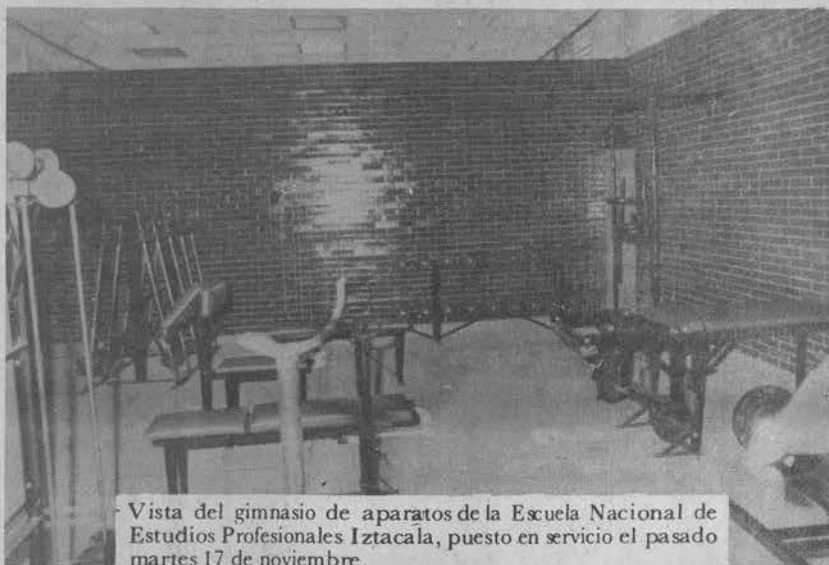 Vista del gimnasio de aparatos de la Escuela Nacional de
Estudios Profesionales Iztacala, puesto en servicio el pasado
martes 17 de noviembre.